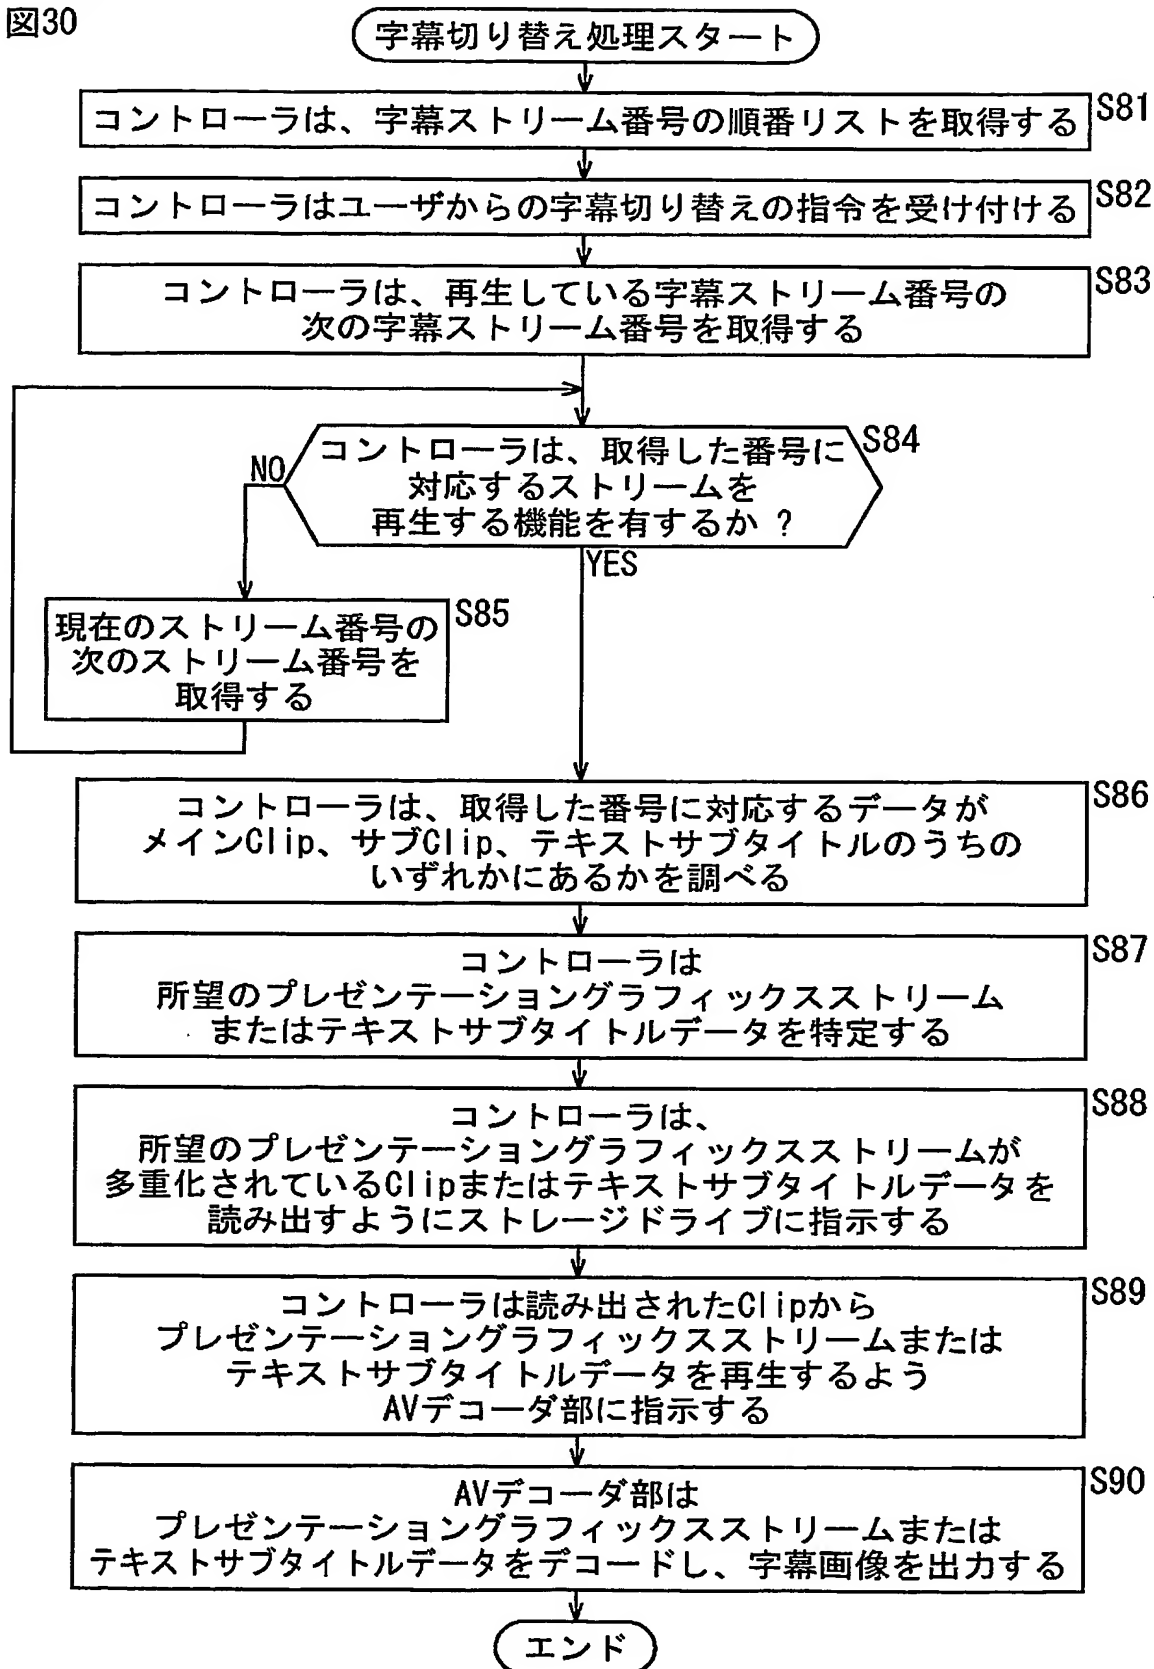 図30
字幕切り替え処理スタート
コントローラは、字幕ストリーム番号の順番リストを取得する
S81
コントローラはユーザからの字幕切り替えの指令を受け付ける
S82
コントローラは、再生している字幕ストリーム番号の
次の字幕ストリーム番号を取得する
S83
コントローラは、取得した番号に
対応するストリームを
再生する機能を有するか ?
S84
NO
YES
現在のストリーム番号の
次のストリーム番号を
取得する
S85
コントローラは、取得した番号に対応するデータが
メインClip、サブClip、テキストサブタイトルのうちの
いずれかにあるかを調べる
S86
コントローラは
所望のプレゼンテーショングラフィックスストリーム
またはテキストサブタイトルデータを特定する
S87
コントローラは、
所望のプレゼンテーショングラフィックスストリームが
多重化されているClipまたはテキストサブタイトルデータを
読み出すようにストレージドライブに指示する
S88
コントローラは読み出されたClipから
プレゼンテーショングラフィックスストリームまたは
テキストサブタイトルデータを再生するよう
AVデコーダ部に指示する
S89
AVデコーダ部は
プレゼンテーショングラフィックスストリームまたは
テキストサブタイトルデータをデコードし、字幕画像を出力する
S90
エンド